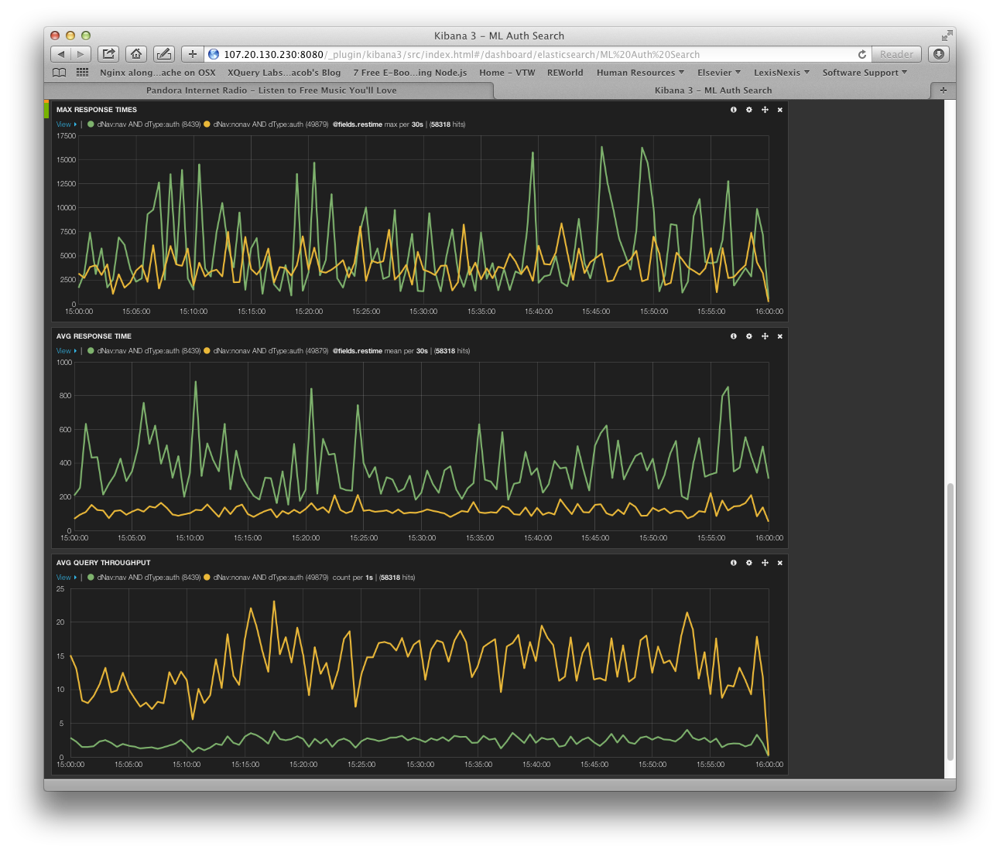 Kibana 3 – ML Auth Search
107.20.130.230:8080/_plugin/kibana3/src/index.html#/dashboard/elasticsearch/ML%20Auth%20Search
Reader
Nginx along...ache on OSX XQuery Labs...acob's Blog 7 Free E-Boo...ing Node.js Home – VTW REWorld Human Resources Elsevier LexisNexis Software Support
Pandora Internet Radio – Listen to Free Music You'll Love Kibana 3 – ML Auth Search
MAX RESPONSE TIMES
View | dNav:nav AND dType:auth (8439) dNav:nonav AND dType:auth (49879) @fields.restime max per 30s | (58318 hits)
17500
15000
12500
10000
7500
5000
2500
0
15:00:00 15:05:00 15:10:00 15:15:00 15:20:00 15:25:00 15:30:00 15:35:00 15:40:00 15:45:00 15:50:00 15:55:00 16:00:00
AVG RESPONSE TIME
View | dNav:nav AND dType:auth (8439) dNav:nonav AND dType:auth (49879) @fields.restime mean per 30s | (58318 hits)
1000
800
600
400
200
0
15:00:00 15:05:00 15:10:00 15:15:00 15:20:00 15:25:00 15:30:00 15:35:00 15:40:00 15:45:00 15:50:00 15:55:00 16:00:00
AVG QUERY THROUGHPUT
View | dNav:nav AND dType:auth (8439) dNav:nonav AND dType:auth (49879) count per 1s | (58318 hits)
25
20
15
10
5
0
15:00:00 15:05:00 15:10:00 15:15:00 15:20:00 15:25:00 15:30:00 15:35:00 15:40:00 15:45:00 15:50:00 15:55:00 16:00:00